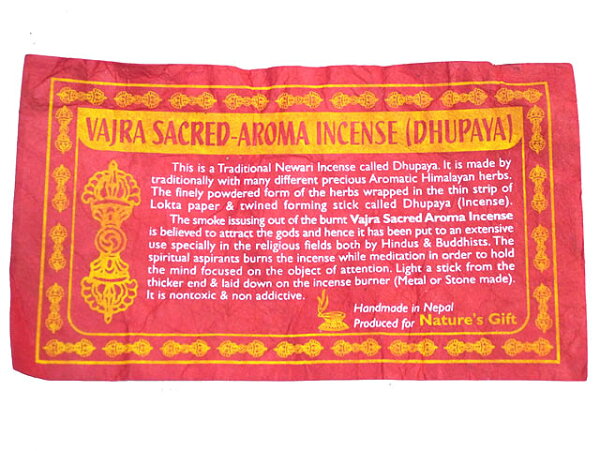 VAJRA SACRED-AROMA INCENSE (DHUPAYA)
This is a Traditional Newari Incense called Dhupaya. It is made by
traditionally with many different precious Aromatic Himalayan herbs.
The finely powdered form of the herbs wrapped in the thin strip of
Lokta paper & twined forming stick called Dhupaya (Incense).
The smoke issusing out of the burnt Vajra Sacred Aroma Incense
is believed to attract the gods and hence it has been put to an extensive
use specially in the religious fields both by Hindus & Buddhists. The
spiritual aspirants burns the incense while meditation in order to hold
the mind focused on the object of attention. Light a stick from the
thicker end & laid down on the incense burner (Metal or Stone made).
It is nontoxic & non addictive.
Handmade in Nepal
Produced for Nature's Gift